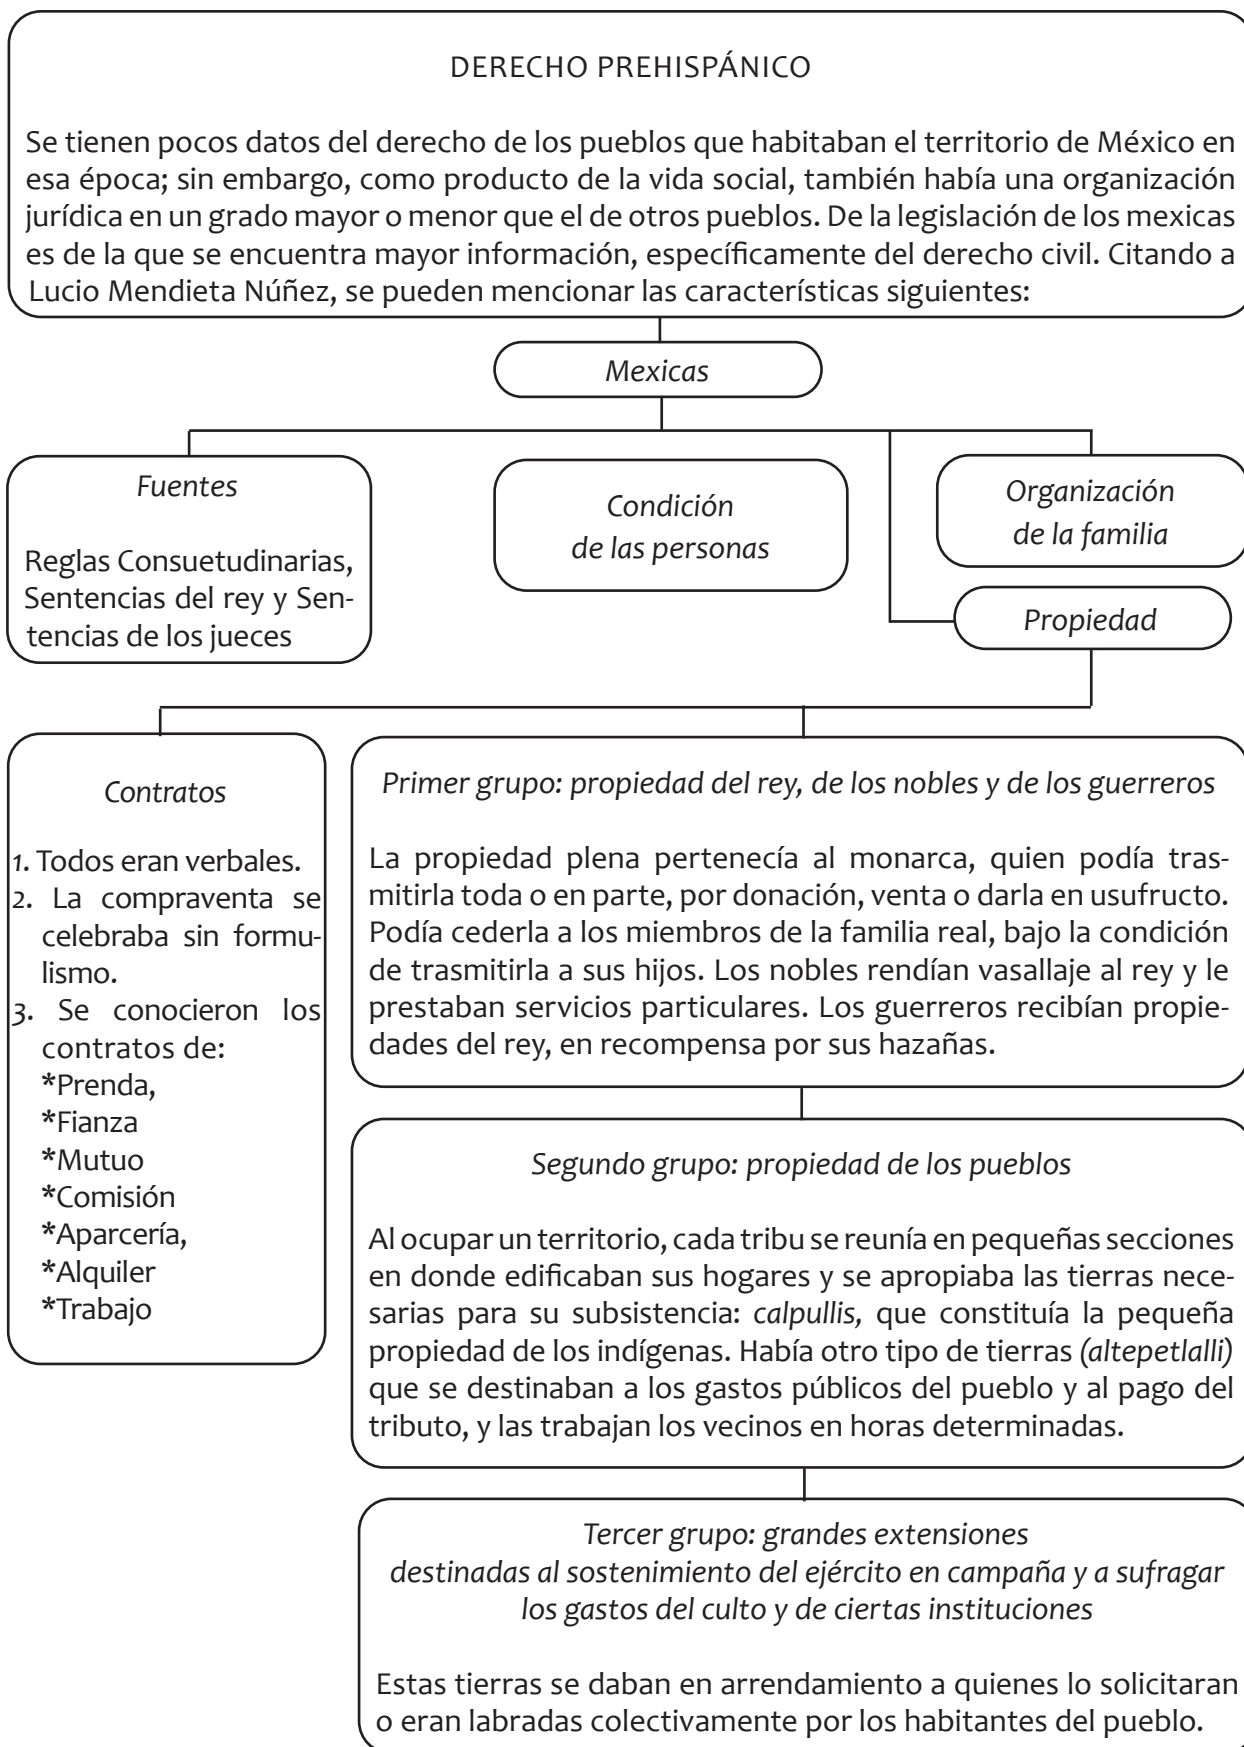 DERECHO PREHISPÁNICO
Se tienen pocos datos del derecho de los pueblos que habitaban el territorio de México en
esa época; sin embargo, como producto de la vida social, también había una organización
jurídica en un grado mayor o menor que el de otros pueblos. De la legislación de los mexicas
es de la que se encuentra mayor información, específicamente del derecho civil. Citando a
Lucio Mendieta Núñez, se pueden mencionar las características siguientes:
Mexicas
Fuentes
Reglas Consuetudinarias,
Sentencias del rey y Sen-
tencias de los jueces
Condición
de las personas
Organización
de la familia
Propiedad
Contratos
1. Todos eran verbales.
2. La compraventa se
celebraba sin formu-
lismo.
3. Se conocieron los
contratos de:
*Prenda,
*Fianza
*Mutuo
*Comisión
*Aparcería,
*Alquiler
*Trabajo
Primer grupo: propiedad del rey, de los nobles y de los guerreros
La propiedad plena pertenecía al monarca, quien podía tras-
mitirla toda o en parte, por donación, venta o darla en usufructo.
Podía cederla a los miembros de la familia real, bajo la condición
de trasmitirla a sus hijos. Los nobles rendían vasallaje al rey y le
prestaban servicios particulares. Los guerreros recibían propie-
dades del rey, en recompensa por sus hazañas.
Segundo grupo: propiedad de los pueblos
Al ocupar un territorio, cada tribu se reunía en pequeñas secciones
en donde edificaban sus hogares y se apropiaba las tierras nece-
sarias para su subsistencia: calpullis, que constituía la pequeña
propiedad de los indígenas. Había otro tipo de tierras (altepetlalli)
que se destinaban a los gastos públicos del pueblo y al pago del
tributo, y las trabajan los vecinos en horas determinadas.
Tercer grupo: grandes extensiones
destinadas al sostenimiento del ejército en campaña y a sufragar
los gastos del culto y de ciertas instituciones
Estas tierras se daban en arrendamiento a quienes lo solicitaran
o eran labradas colectivamente por los habitantes del pueblo.